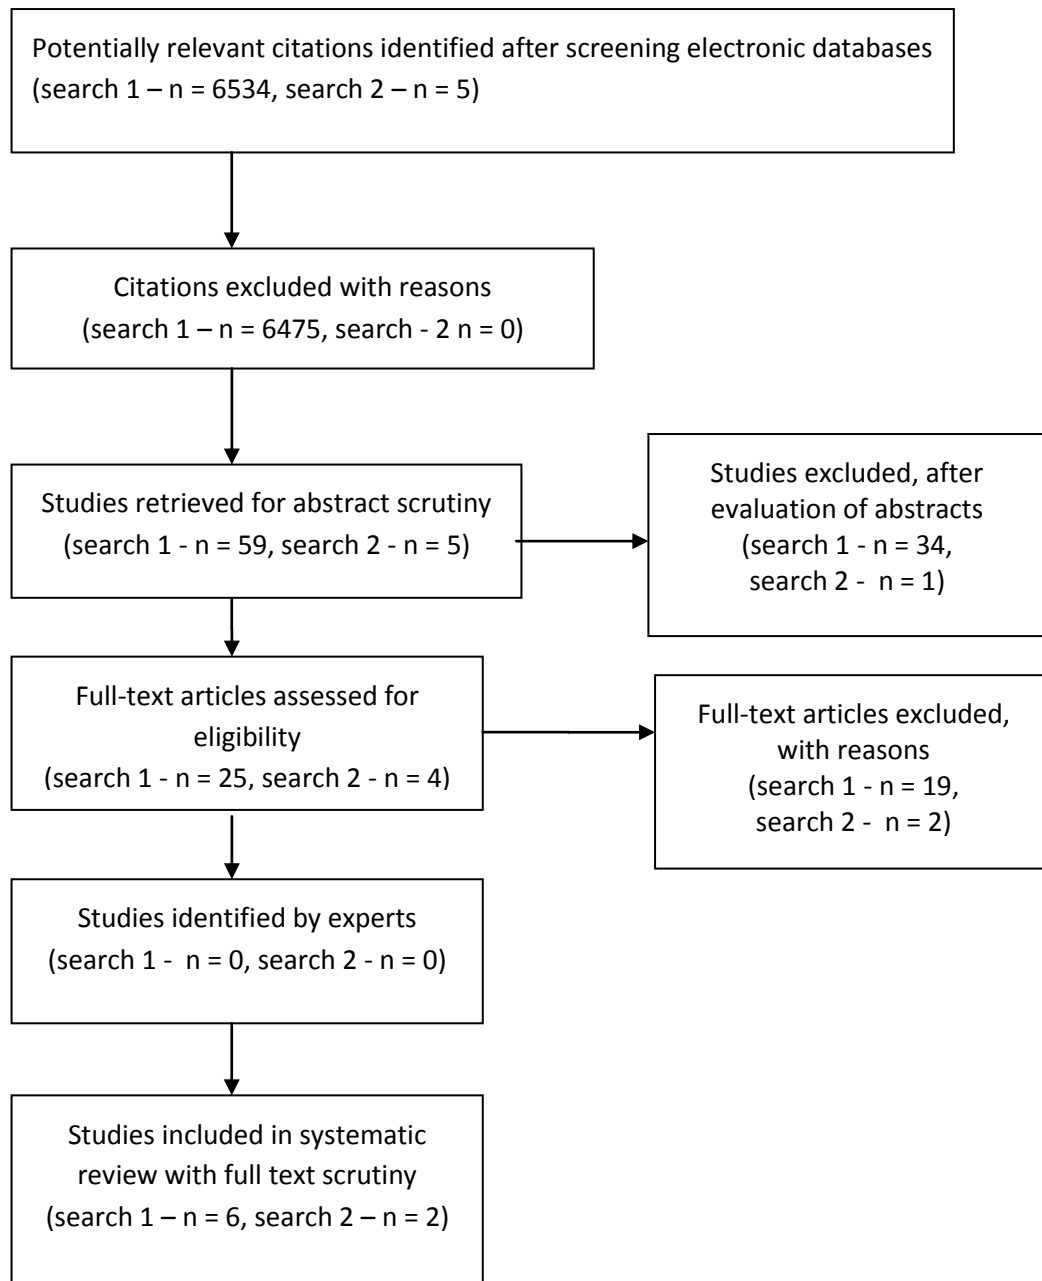 Potentially relevant citations identified after screening electronic databases
(search 1 – n = 6534, search 2 – n = 5)
Citations excluded with reasons
(search 1 – n = 6475, search - 2 n = 0)
Studies retrieved for abstract scrutiny
(search 1 - n = 59, search 2 - n = 5)
Studies excluded, after
evaluation of abstracts
(search 1 - n = 34,
search 2 -  n = 1)
Full-text articles assessed for
eligibility
(search 1 - n = 25, search 2 - n = 4)
Full-text articles excluded,
with reasons
(search 1 - n = 19,
search 2 -  n = 2)
Studies identified by experts
(search 1 -  n = 0, search 2 - n = 0)
Studies included in systematic
review with full text scrutiny
(search 1 – n = 6, search 2 – n = 2)